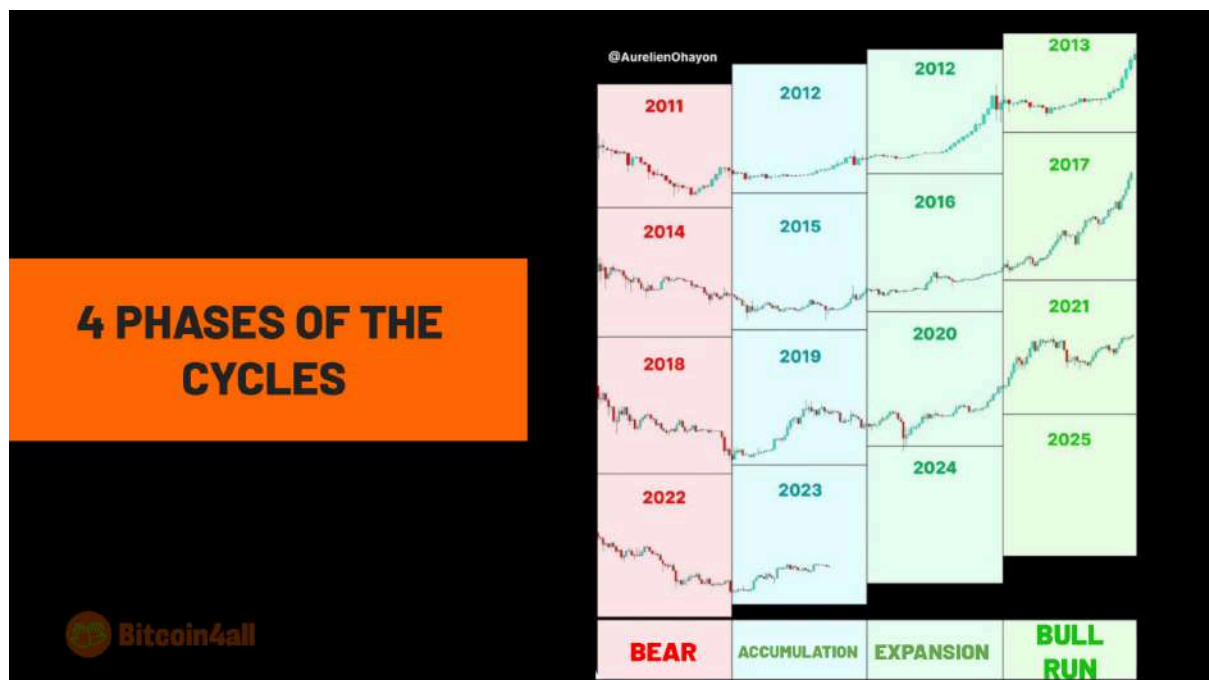 4 PHASES OF THE
CYCLES
@AurelienOhayon
2011
2012
2012
2013
2014
2015
2016
2017
2018
2019
2020
2021
2022
2023
2024
2025
BEAR
ACCUMULATION
EXPANSION
BULL
RUN
Bitcoin4all